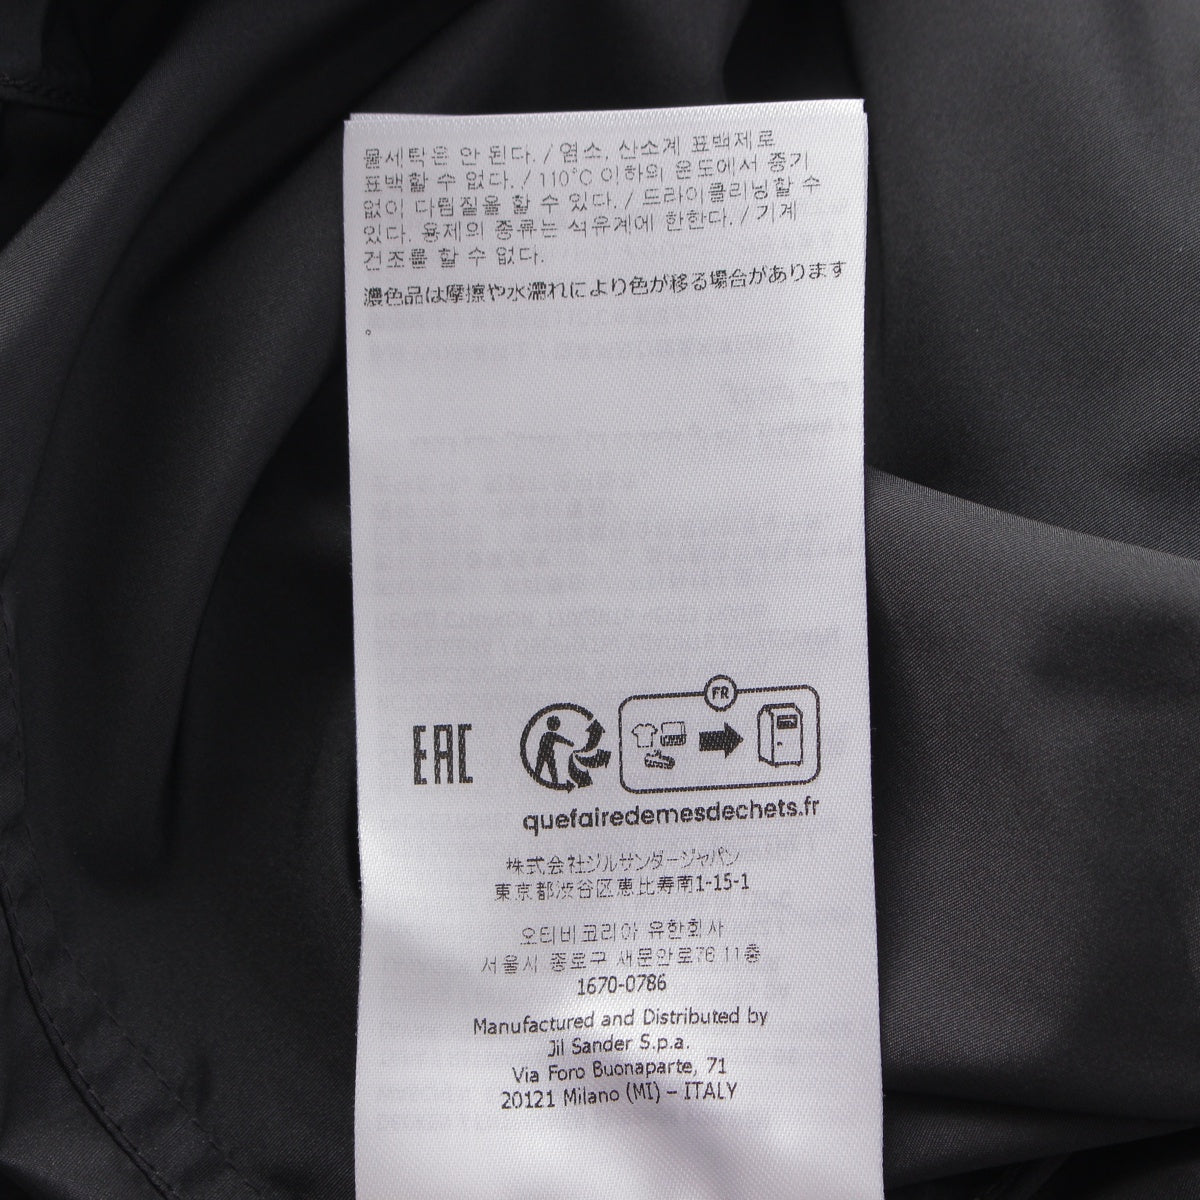 물세탁은 안 된다. / 염소, 산소계 표백제로
표백할 수 없다. / 110°C 이하의 온도에서 증기
없이 다림질을 할 수 있다. / 드라이클리닝할 수
있다. 용제의 종류는 석유계에 한한다. / 기계
건조를 할 수 없다.
濃色品は摩擦や水濡れにより色が移る場合があります
。
EAC
FR
quefairedemesdechets.fr
株式会社ジルサンダージャパン
東京都渋谷区恵比寿南1-15-1
오티비코리아 유한회사
서울시 종로구 새문안로76 11층
1670-0786
Manufactured and Distributed by
Jil Sander S.p.a.
Via Foro Buonaparte, 71
20121 Milano (MI) – ITALY